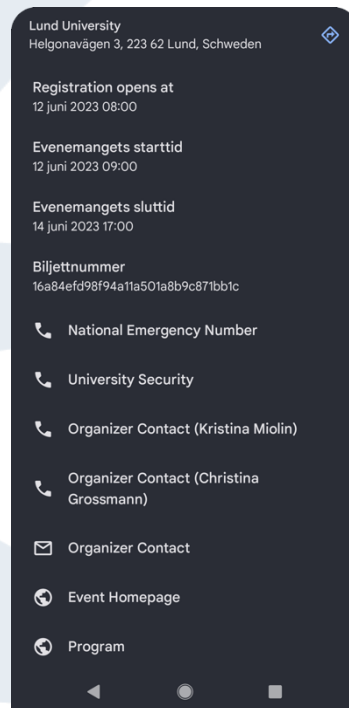 Lund University
Helgonavägen 3, 223 62 Lund, Schweden
Registration opens at
12 juni 2023 08:00
Evenemangets starttid
12 juni 2023 09:00
Evenemangets sluttid
14 juni 2023 17:00
Biljettnummer
16a84efd98f94a11a501a8b9c871bb1c
National Emergency Number
University Security
Organizer Contact (Kristina Miolin)
Organizer Contact (Christina
Grossmann)
Organizer Contact
Event Homepage
Program